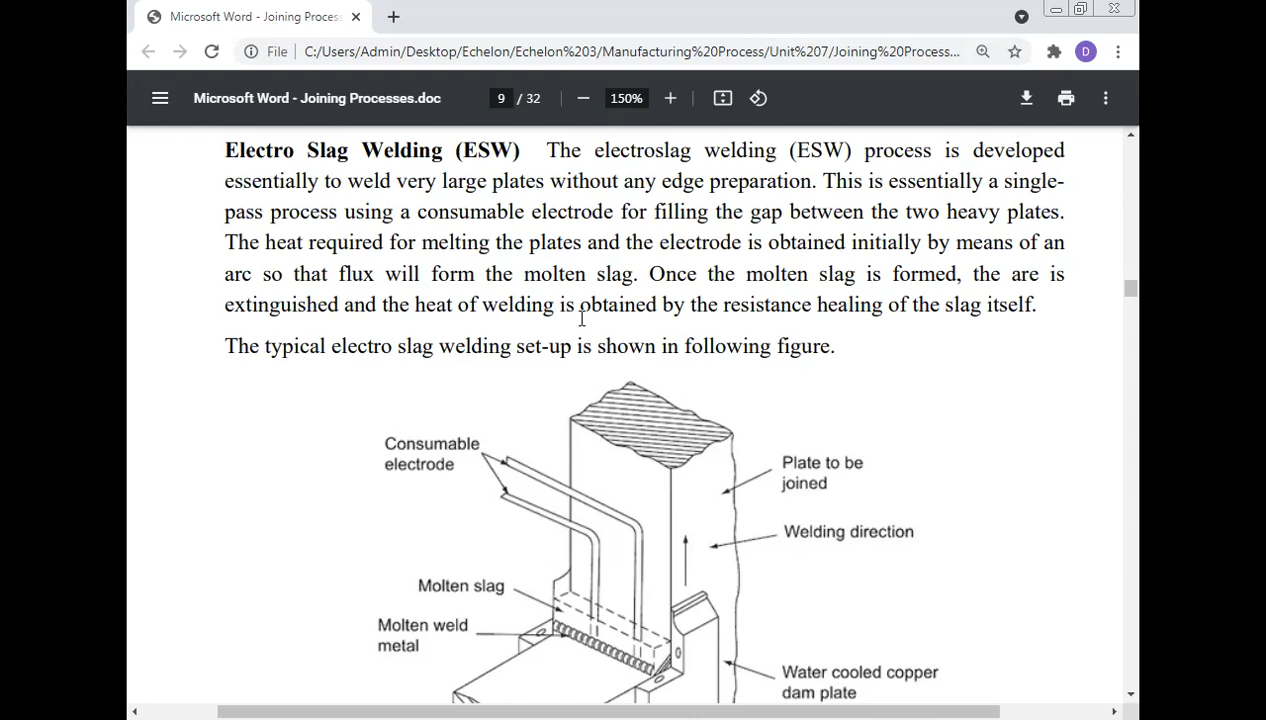 Microsoft Word - Joining Process
File
C:/Users/Admin/Desktop/Echelon/Echelon%203/Manufacturing%20Process/Unit%207/Joining%20Process...
D
Microsoft Word - Joining Processes.doc
9 / 32
150%
Electro Slag Welding (ESW) The electroslag welding (ESW) process is developed
essentially to weld very large plates without any edge preparation. This is essentially a single-
pass process using a consumable electrode for filling the gap between the two heavy plates.
The heat required for melting the plates and the electrode is obtained initially by means of an
arc so that flux will form the molten slag. Once the molten slag is formed, the are is
extinguished and the heat of welding is obtained by the resistance healing of the slag itself.
The typical electro slag welding set-up is shown in following figure.
Consumable
electrode
Plate to be
joined
Welding direction
Molten slag
Molten weld
metal
Water cooled copper
dam plate